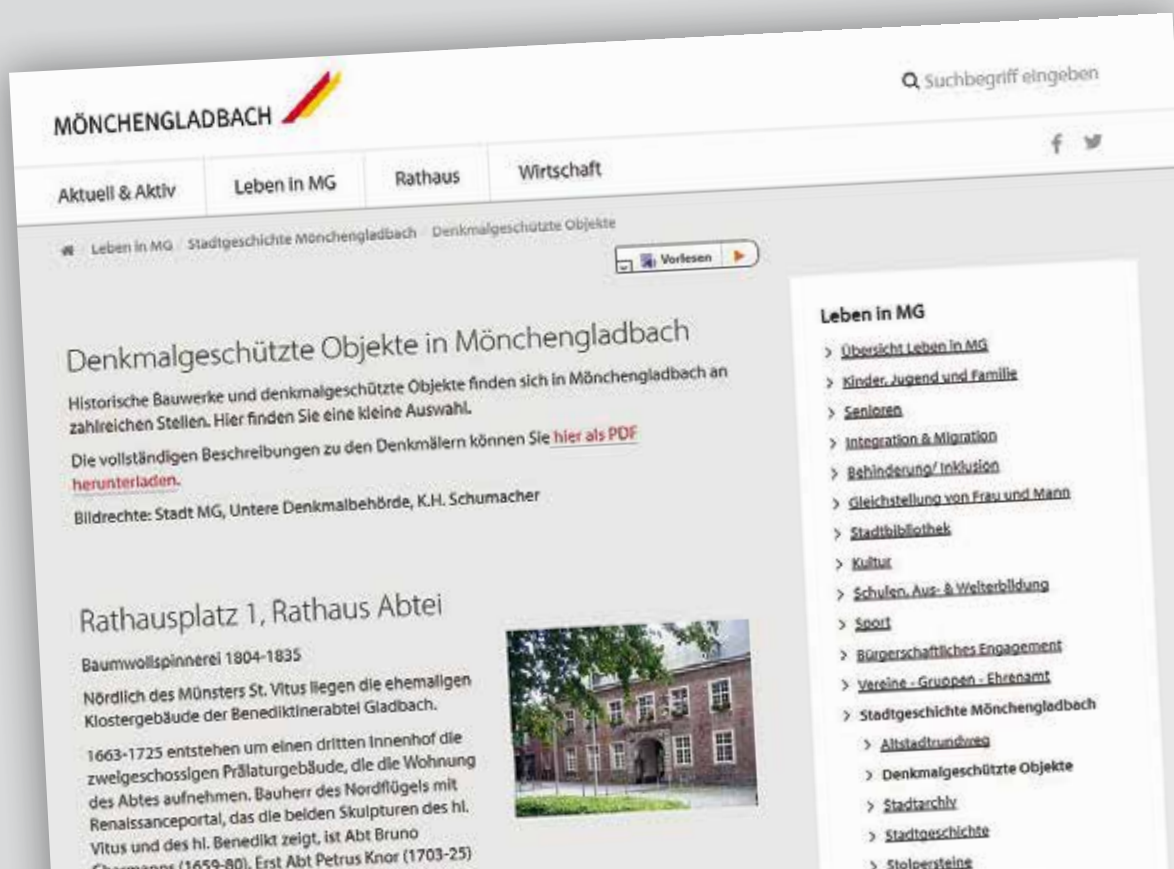 MÖNCHENGLADBACH
Suchbegriff eingeben
Aktuell & Aktiv
Leben in MG
Rathaus
Wirtschaft
Leben in MG
Stadtgeschichte Mönchengladbach
Denkmalgeschützte Objekte
Vorlesen
Denkmalgeschützte Objekte in Mönchengladbach
Historische Bauwerke und denkmalgeschützte Objekte finden sich in Mönchengladbach an
zahlreichen Stellen. Hier finden Sie eine kleine Auswahl.
Die vollständigen Beschreibungen zu den Denkmälern können Sie hier als PDF
herunterladen.
Bildrechte: Stadt MG, Untere Denkmalbehörde, K.H. Schumacher
Rathausplatz 1, Rathaus Abtei
Baumwollspinnerei 1804-1835
Nördlich des Münsters St. Vitus liegen die ehemaligen
Klostergebäude der Benediktinerabtei Gladbach.
1663-1725 entstehen um einen dritten Innenhof die
zweigeschossigen Prälaturgebäude, die die Wohnung
des Abtes aufnehmen. Bauherr des Nordflügels mit
Renaissanceportal, das die beiden Skulpturen des hl.
Vitus und des hl. Benedikt zeigt, ist Abt Bruno
(1659-80). Erst Abt Petrus Knor (1703-25)
Leben in MG
> Übersicht Leben in MG
> Kinder, Jugend und Familie
> Senioren
> Integration & Migration
> Behinderung/ Inklusion
> Gleichstellung von Frau und Mann
> Stadtbibliothek
> Kultur
> Schulen, Aus- & Weiterbildung
> Sport
> Bürgerschaftliches Engagement
> Vereine - Gruppen - Ehrenamt
> Stadtgeschichte Mönchengladbach
> Altstadtrundweg
> Denkmalgeschützte Objekte
> Stadtarchiv
> Stadtgeschichte
> Stolpersteine